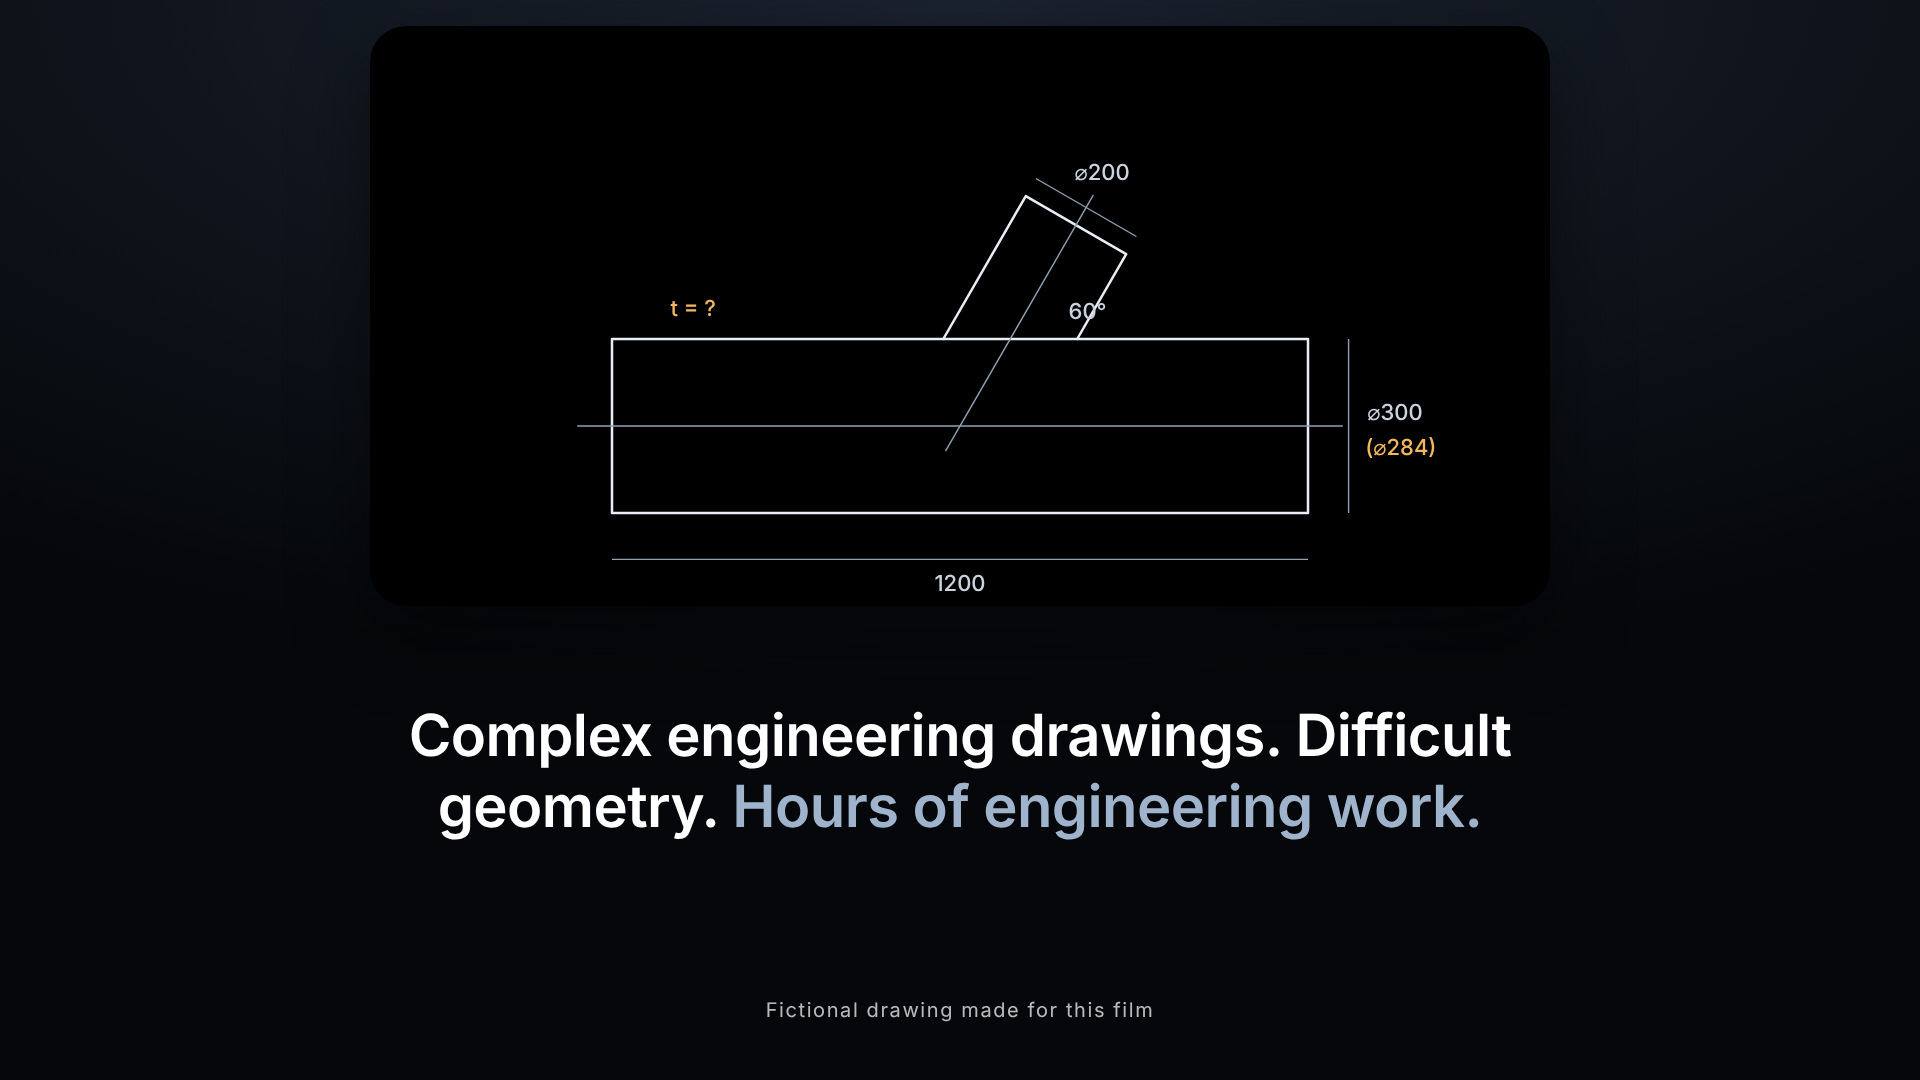 ⌀200
t = ?
60°
⌀300
(⌀284)
1200
Complex engineering drawings. Difficult
geometry. Hours of engineering work.
Fictional drawing made for this film